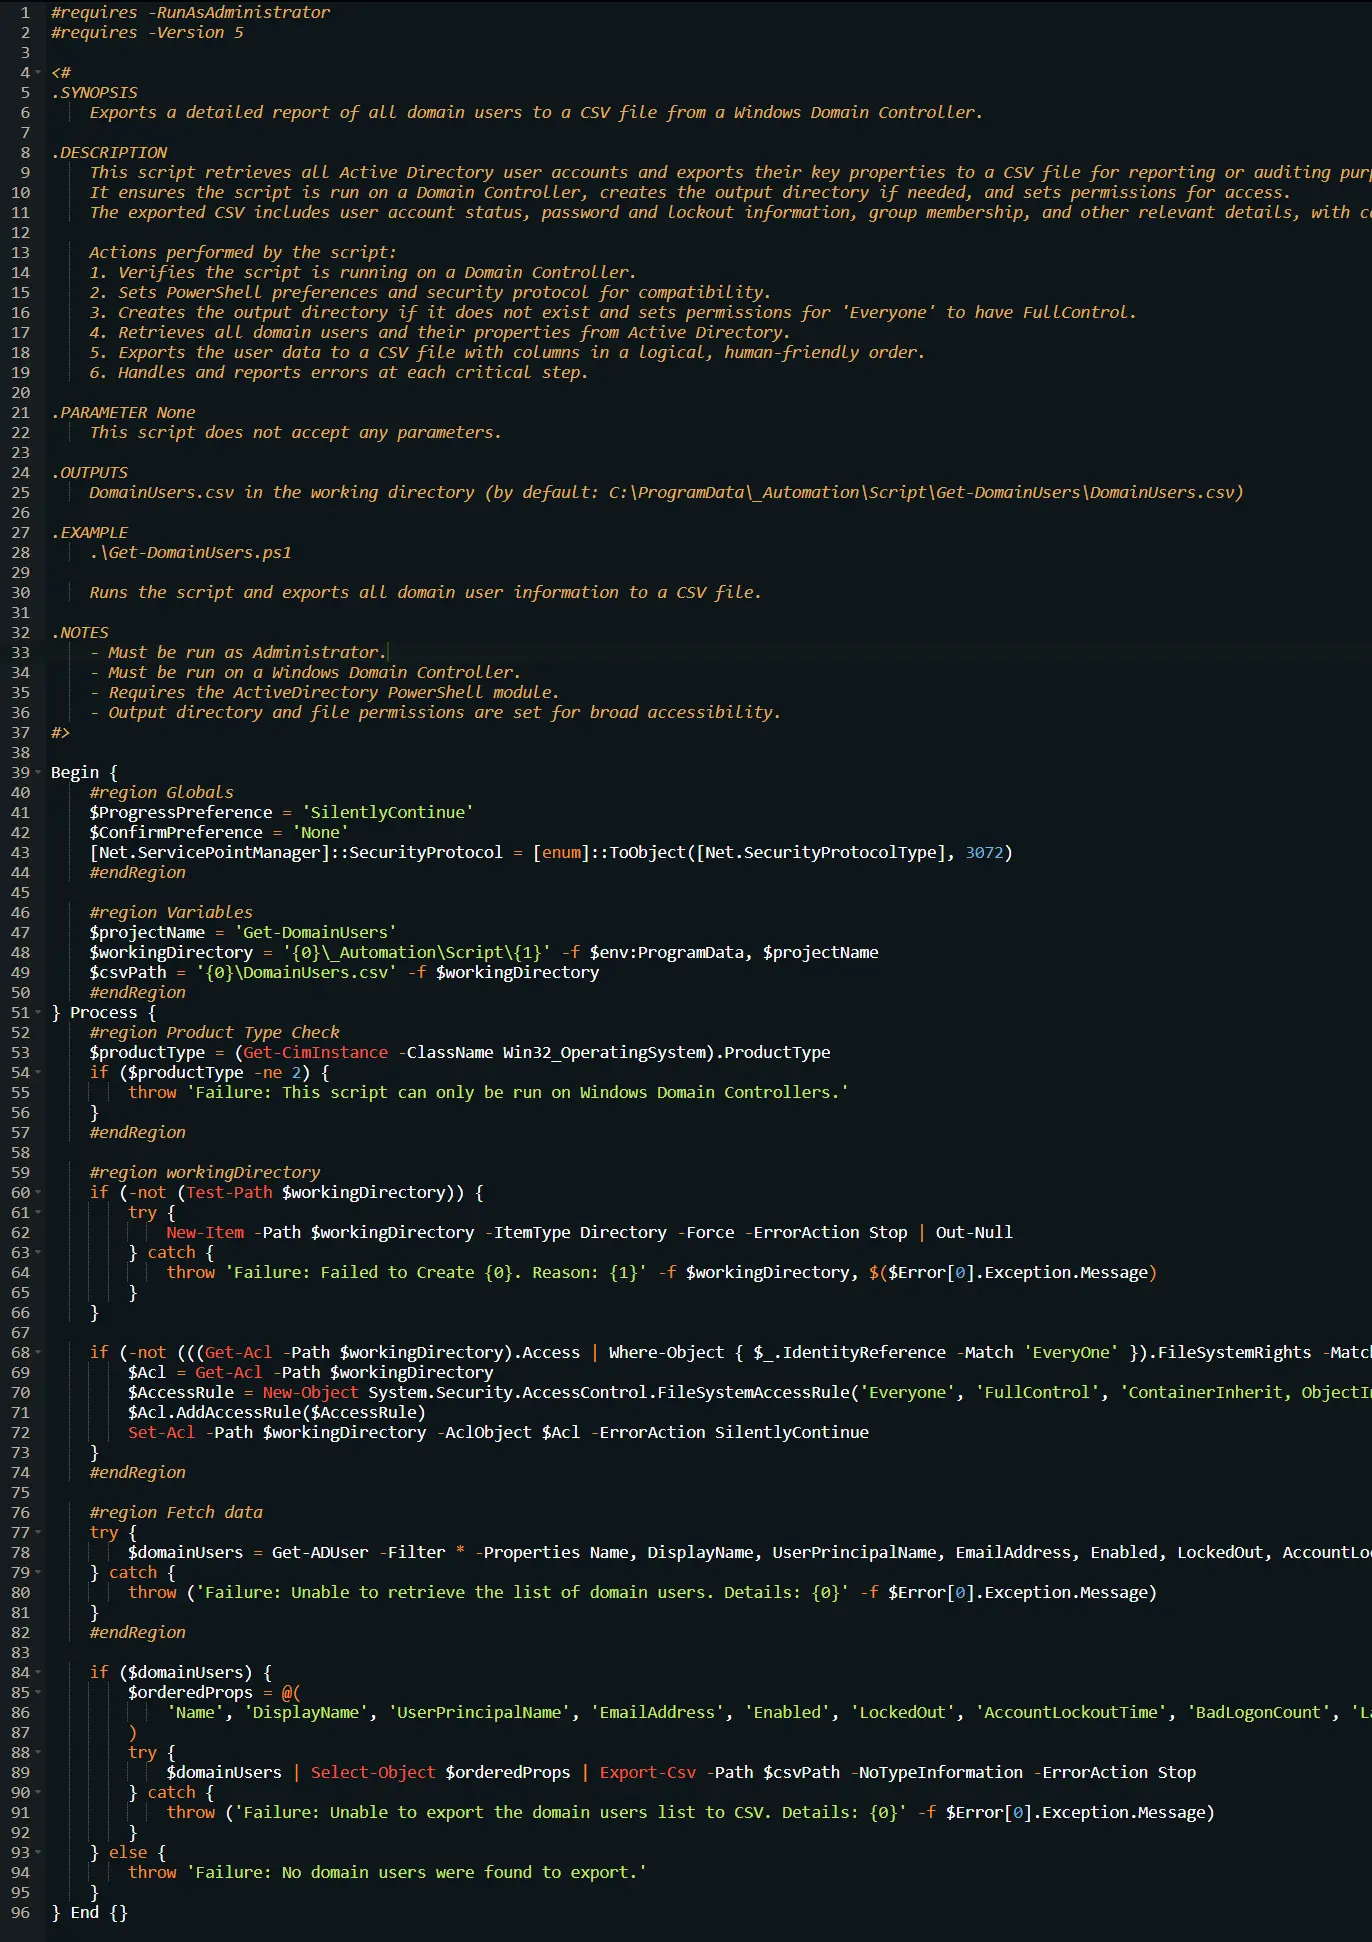 1 #requires -RunAsAdministrator
2 #requires -Version 5
3
4 <#
5 .SYNOPSIS
6 Exports a detailed report of all domain users to a CSV file from a Windows Domain Controller.
7
8 .DESCRIPTION
9 This script retrieves all Active Directory user accounts and exports their key properties to a CSV file for reporting or auditing
10 It ensures the script is run on a Domain Controller, creates the output directory if needed, and sets permissions for access.
11 The exported CSV includes user account status, password and lockout information, group membership, and other relevant details, with
12
13 Actions performed by the script:
14 1. Verifies the script is running on a Domain Controller.
15 2. Sets PowerShell preferences and security protocol for compatibility.
16 3. Creates the output directory if it does not exist and sets permissions for 'Everyone' to have FullControl.
17 4. Retrieves all domain users and their properties from Active Directory.
18 5. Exports the user data to a CSV file with columns in a logical, human-friendly order.
19 6. Handles and reports errors at each critical step.
20
21 .PARAMETER None
22 This script does not accept any parameters.
23
24 .OUTPUTS
25 DomainUsers.csv in the working directory (by default: C:\ProgramData\_Automation\Script\Get-DomainUsers\DomainUsers.csv)
26
27 .EXAMPLE
28 .\Get-DomainUsers.ps1
29
30 Runs the script and exports all domain user information to a CSV file.
31
32 .NOTES
33 - Must be run as Administrator.
34 - Must be run on a Windows Domain Controller.
35 - Requires the ActiveDirectory PowerShell module.
36 - Output directory and file permissions are set for broad accessibility.
37 #>
38
39 Begin {
40 #region Globals
41 $ProgressPreference = 'SilentlyContinue'
42 $ConfirmPreference = 'None'
43 [Net.ServicePointManager]::SecurityProtocol = [enum]::ToObject([Net.SecurityProtocolType], 3072)
44 #endRegion
45
46 #region Variables
47 $projectName = 'Get-DomainUsers'
48 $workingDirectory = '{0}\_Automation\Script\{1}' -f $env:ProgramData, $projectName
49 $csvPath = '{0}\DomainUsers.csv' -f $workingDirectory
50 #endRegion
51 } Process {
52 #region Product Type Check
53 $productType = (Get-CimInstance -ClassName Win32_OperatingSystem).ProductType
54 if ($productType -ne 2) {
55 throw 'Failure: This script can only be run on Windows Domain Controllers.'
56 }
57 #endRegion
58
59 #region workingDirectory
60 if (-not (Test-Path $workingDirectory)) {
61 try {
62 New-Item -Path $workingDirectory -ItemType Directory -Force -ErrorAction Stop | Out-Null
63 } catch {
64 throw 'Failure: Failed to Create {0}. Reason: {1}' -f $workingDirectory, $($Error[0].Exception.Message)
65 }
66 }
67
68 if (-not (((Get-Acl -Path $workingDirectory).Access | Where-Object { $_.IdentityReference -Match 'EveryOne' }).FileSystemRights
69 $Acl = Get-Acl -Path $workingDirectory
70 $AccessRule = New-Object System.Security.AccessControl.FileSystemAccessRule('Everyone', 'FullControl', 'ContainerInherit,
71 $Acl.AddAccessRule($AccessRule)
72 Set-Acl -Path $workingDirectory -AclObject $Acl -ErrorAction SilentlyContinue
73 }
74 #endRegion
75
76 #region Fetch data
77 try {
78 $domainUsers = Get-ADUser -Filter * -Properties Name, DisplayName, UserPrincipalName, EmailAddress, Enabled, LockedOut,
79 } catch {
80 throw ('Failure: Unable to retrieve the list of domain users. Details: {0}' -f $Error[0].Exception.Message)
81 }
82 #endRegion
83
84 if ($domainUsers) {
85 $orderedProps = @(
86 'Name', 'DisplayName', 'UserPrincipalName', 'EmailAddress', 'Enabled', 'LockedOut', 'AccountLockoutTime', 'BadLogonCount',
87 )
88 try {
89 $domainUsers | Select-Object $orderedProps | Export-Csv -Path $csvPath -NoTypeInformation -ErrorAction Stop
90 } catch {
91 throw ('Failure: Unable to export the domain users list to CSV. Details: {0}' -f $Error[0].Exception.Message)
92 }
93 } else {
94 throw 'Failure: No domain users were found to export.'
95 }
96 } End {}